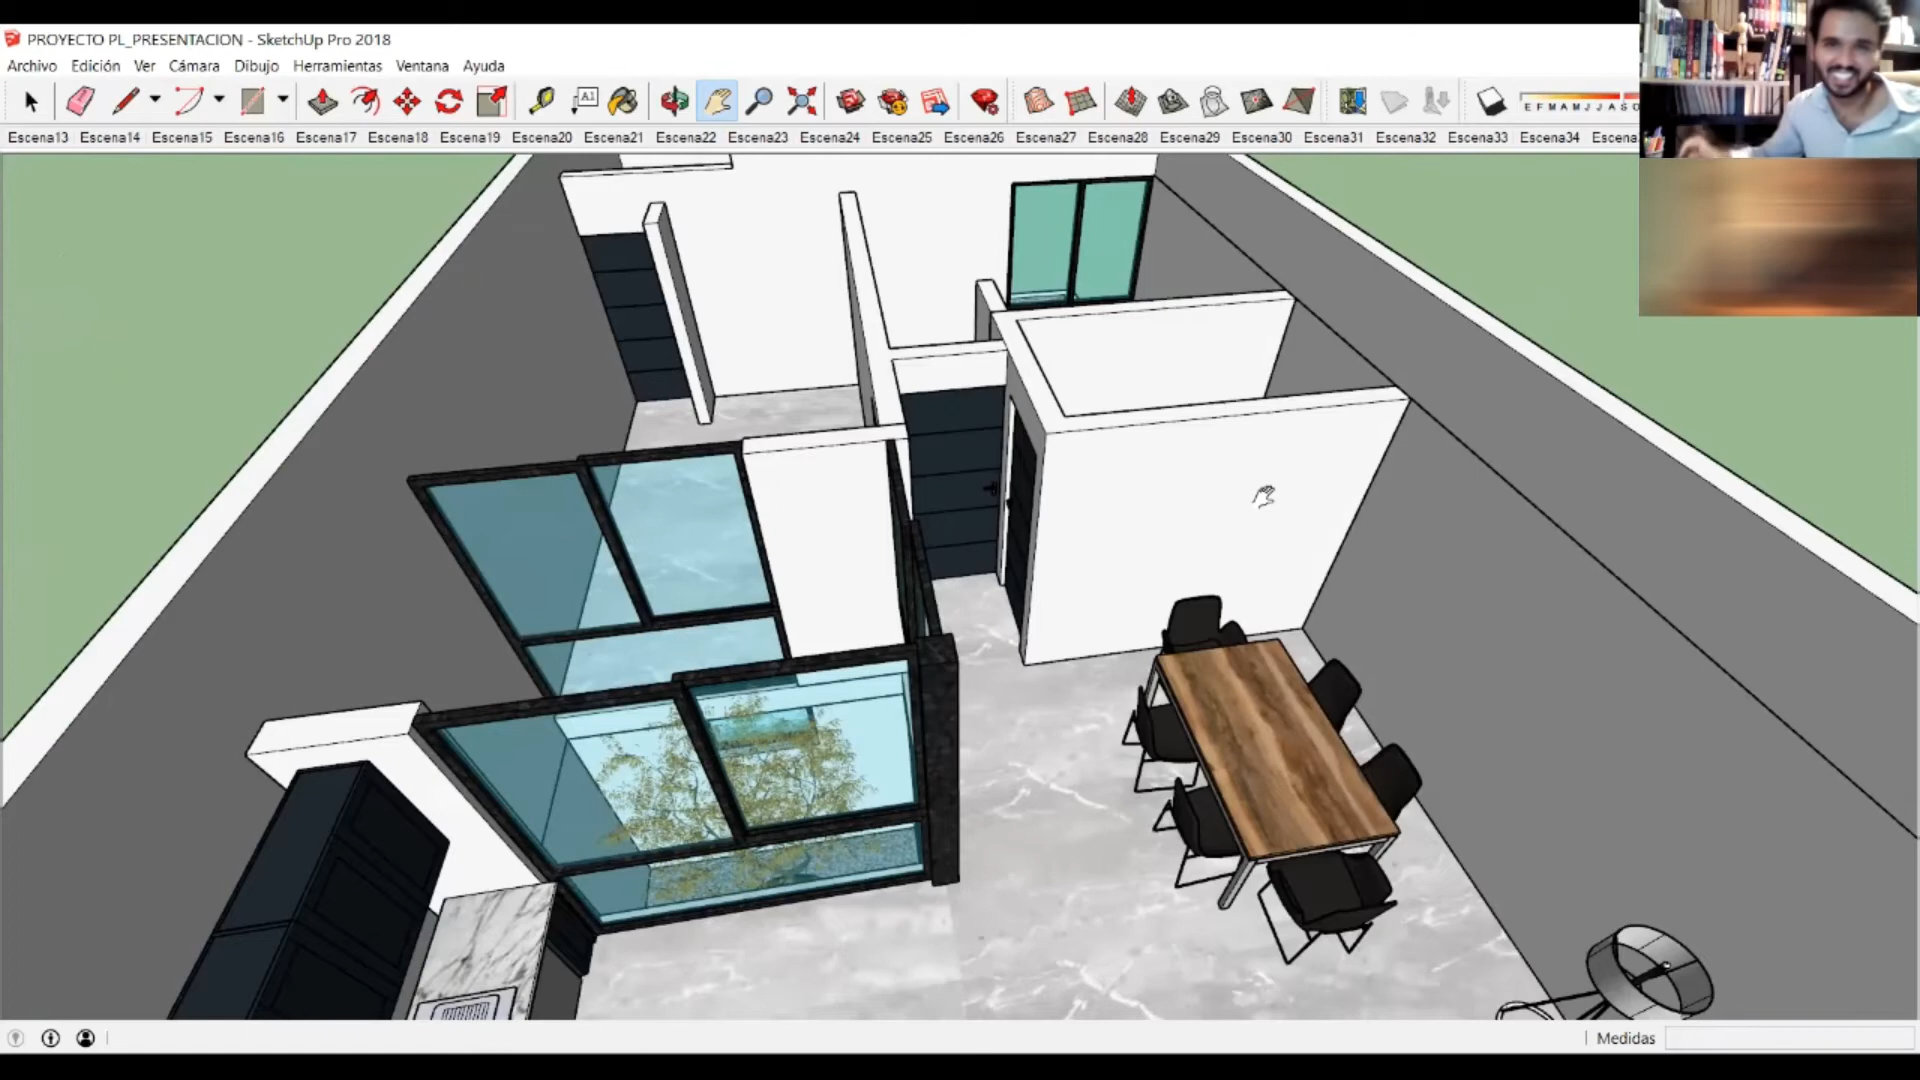 PROYECTO PL_PRESENTACION - SketchUp Pro 2018
Archivo Edición Ver Cámara Dibujo Herramientas Ventana Ayuda
A1
E F M A M J J A S O
Escena13 Escena14 Escena15 Escena16 Escena17 Escena18 Escena19 Escena20 Escena21 Escena22 Escena23 Escena24 Escena25 Escena26 Escena27 Escena28 Escena29 Escena30 Escena31 Escena32 Escena33 Escena34 Escena
Medidas